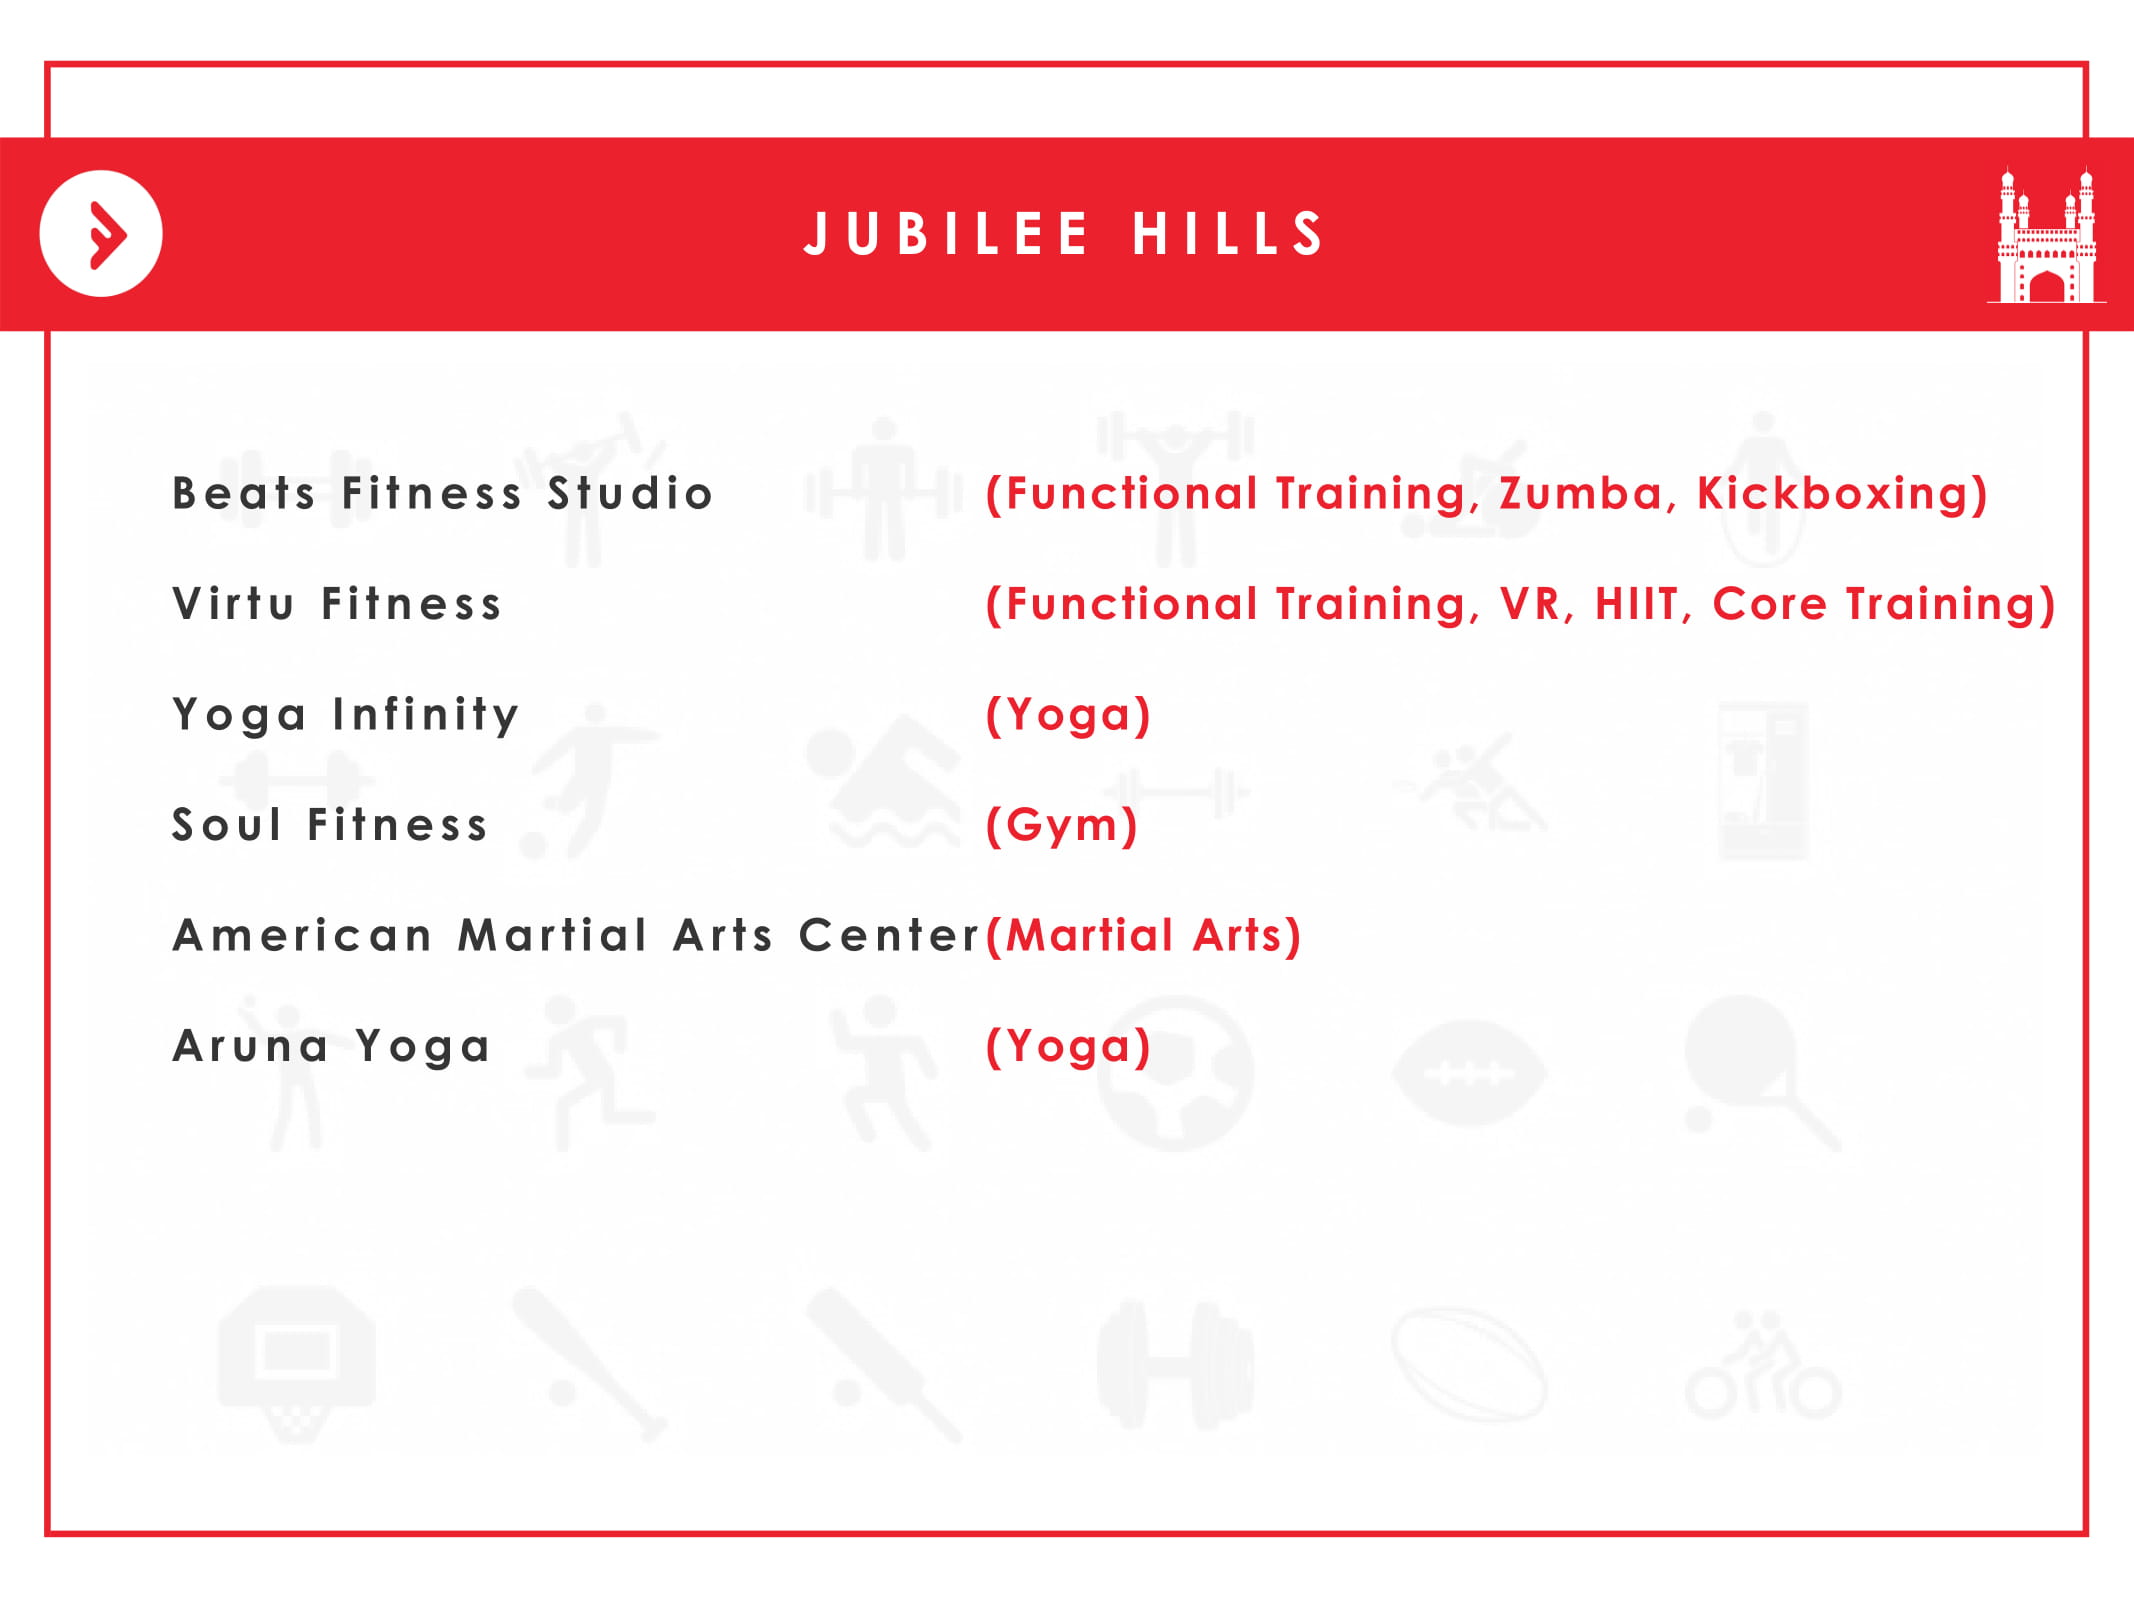 JUBILEE HILLS
Beats Fitness Studio (Functional Training, Zumba, Kickboxing)
Virtu Fitness (Functional Training, VR, HIIT, Core Training)
Yoga Infinity (Yoga)
Soul Fitness (Gym)
American Martial Arts Center (Martial Arts)
Aruna Yoga (Yoga)